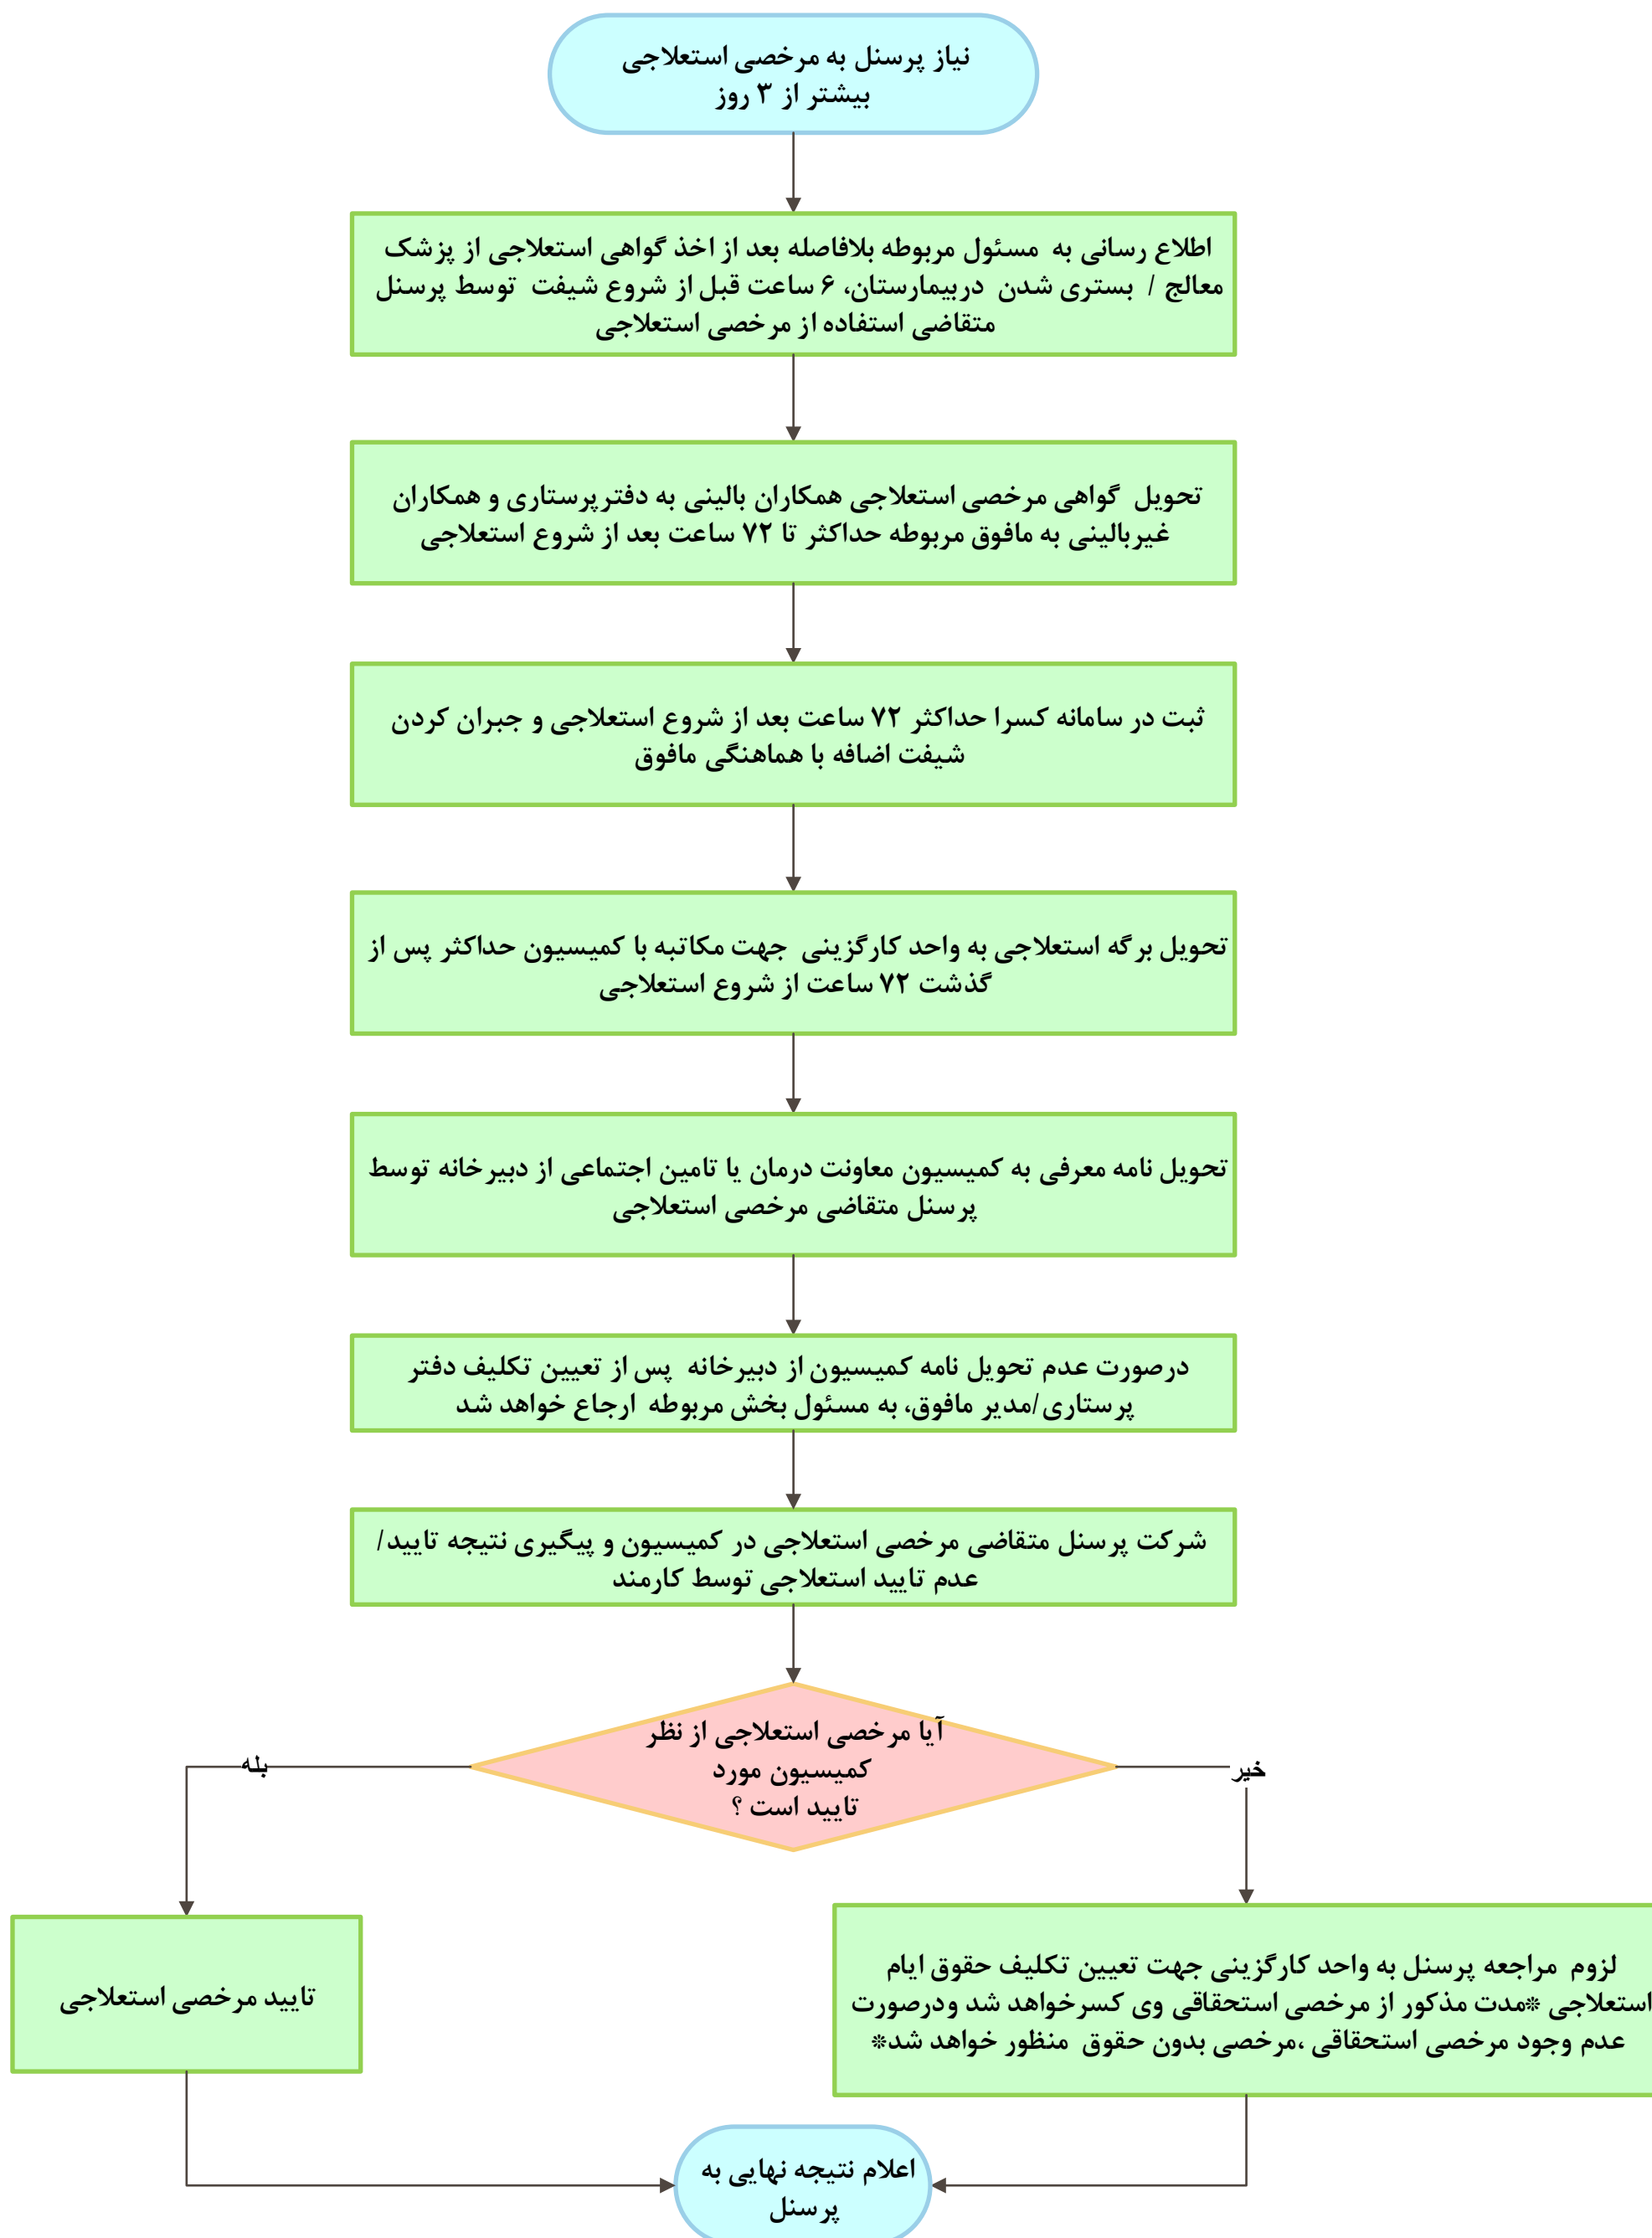 نیاز پرسنل به مرخصی استعلاجی
بیشتر از ۳ روز
اطلاع رسانی به مسئول مربوطه بلافاصله بعد از اخذ گواهی استعلاجی از پزشک
معالج / بستری شدن دربیمارستان، ۶ ساعت قبل از شروع شیفت توسط پرسنل
متقاضی استفاده از مرخصی استعلاجی
تحویل گواهی مرخصی استعلاجی همکاران بالینی به دفترپرستاری و همکاران
غیربالینی به مافوق مربوطه حداکثر تا ۷۲ ساعت بعد از شروع استعلاجی
ثبت در سامانه کسرا حداکثر ۷۲ ساعت بعد از شروع استعلاجی و جبران کردن
شیفت اضافه با هماهنگی مافوق
تحویل برگه استعلاجی به واحد کارگزینی جهت مکاتبه با کمیسیون حداکثر پس از
گذشت ۷۲ ساعت از شروع استعلاجی
تحویل نامه معرفی به کمیسیون معاونت درمان یا تامین اجتماعی از دبیرخانه توسط
پرسنل متقاضی مرخصی استعلاجی
درصورت عدم تحویل نامه کمیسیون از دبیرخانه پس از تعیین تکلیف دفتر
پرستاری/مدیر مافوق، به مسئول بخش مربوطه ارجاع خواهد شد
شرکت پرسنل متقاضی مرخصی استعلاجی در کمیسیون و پیگیری نتیجه تایید/
عدم تایید استعلاجی توسط کارمند
آیا مرخصی استعلاجی از نظر
کمیسیون مورد
تایید است ؟
خیر
بله
لزوم مراجعه پرسنل به واحد کارگزینی جهت تعیین تکلیف حقوق ایام
استعلاجی *مدت مذکور از مرخصی استحقاقی وی کسرخواهد شد ودرصورت
عدم وجود مرخصی استحقاقی ،مرخصی بدون حقوق منظور خواهد شد*
تایید مرخصی استعلاجی
اعلام نتیجه نهایی به
پرسنل